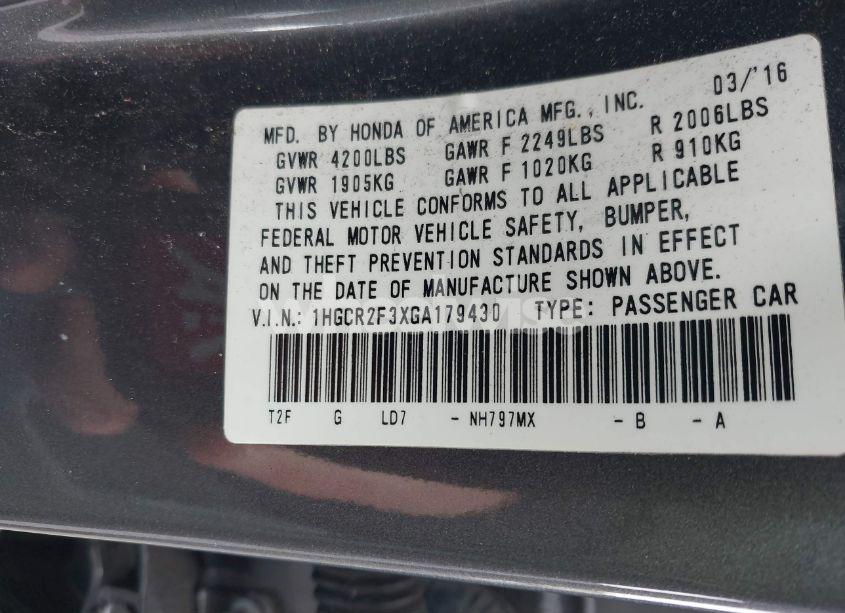 03/'16
MFD. BY HONDA OF AMERICA MFG., INC.
GVWR 4200LBS GAWR F 2249LBS R 2006LBS
GVWR 1905KG GAWR F 1020KG R 910KG
THIS VEHICLE CONFORMS TO ALL APPLICABLE
FEDERAL MOTOR VEHICLE SAFETY, BUMPER,
AND THEFT PREVENTION STANDARDS IN EFFECT
ON THE DATE OF MANUFACTURE SHOWN ABOVE.
V.I.N.: 1HGCR2F3XGA179430 TYPE: PASSENGER CAR
T2F G LD7 - NH797MX - B - A